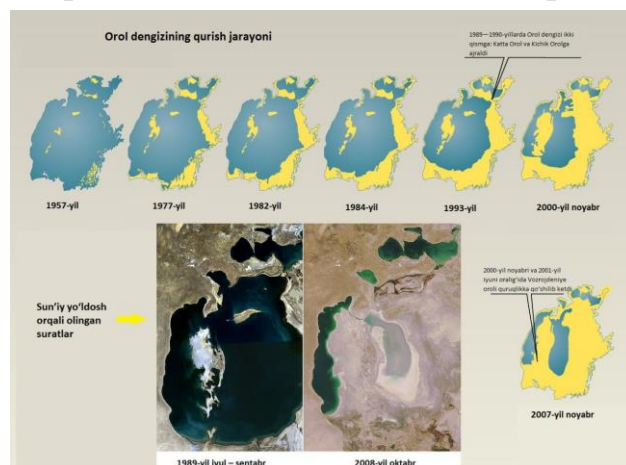 Orol dengizining qurish jarayoni
1989—1990-yillarda Orol dengizi ikki
qismga: Katta Orol va Kichik Orolga
ajraldi
1957-yil
1977-yil
1982-yil
1984-yil
1993-yil
2000-yil noyabr
Sun'iy yo'ldosh
orqali olingan
suratlar
2000-yil noyabri va 2001-yil
iyuni oralig'ida Vozrojdeniye
oroli quruqlikka qo'shilib ketdi
2007-yil noyabr
1989-yil iyul – sentabr
2008-yil oktabr